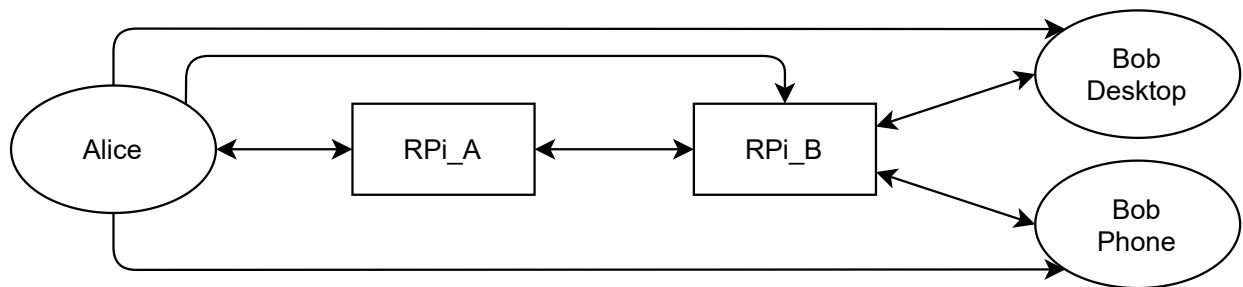 Alice
RPi_A
RPi_B
Bob
Desktop
Bob
Phone